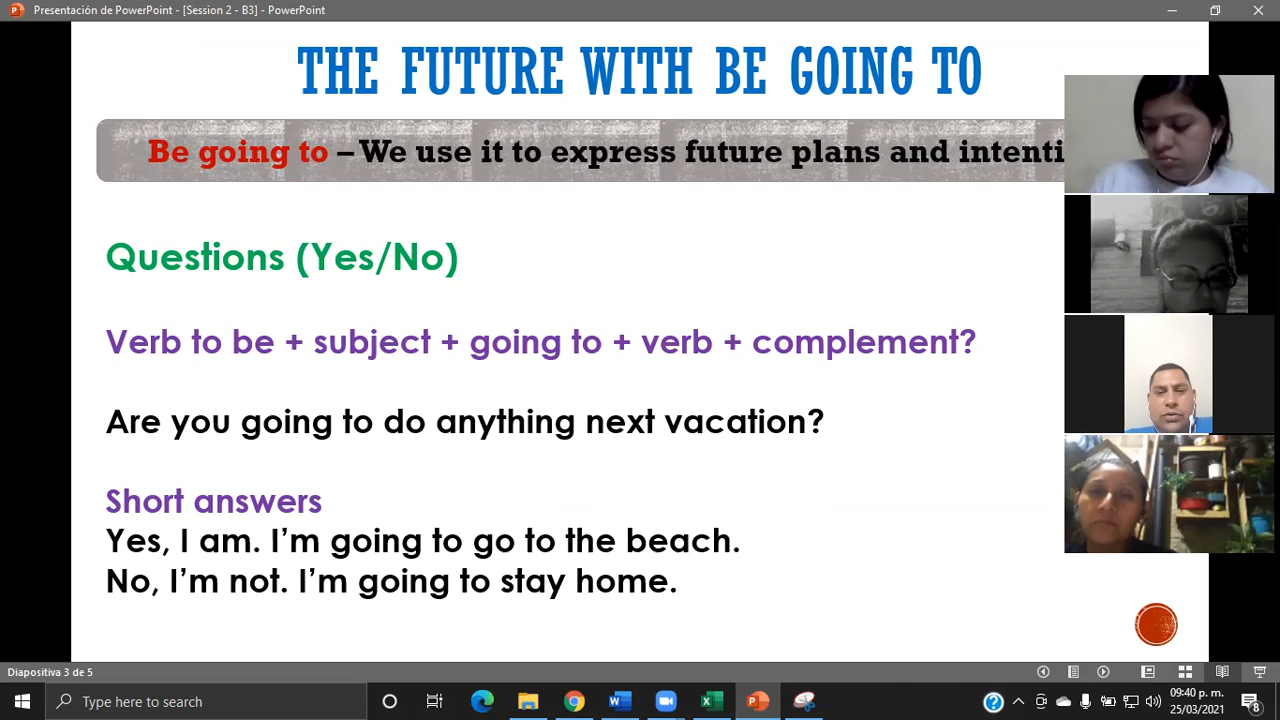 Presentación de PowerPoint - [Session 2 - B3] - PowerPoint
THE FUTURE WITH BE GOING TO
Be going to – We use it to express future plans and intenti
Questions (Yes/No)
Verb to be + subject + going to + verb + complement?
Are you going to do anything next vacation?
Short answers
Yes, I am. I'm going to go to the beach.
No, I'm not. I'm going to stay home.
Diapositiva 3 de 5
Type here to search
09:40 p. m.
25/03/2021
8